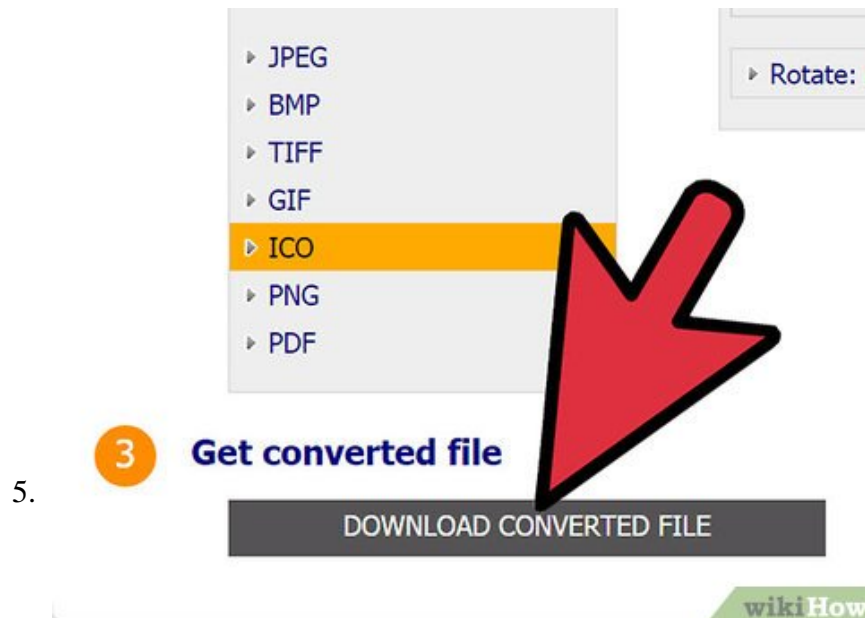 JPEG
BMP
TIFF
GIF
ICO
PNG
PDF
Rotate:
3 Get converted file
5.
DOWNLOAD CONVERTED FILE
wikiHow